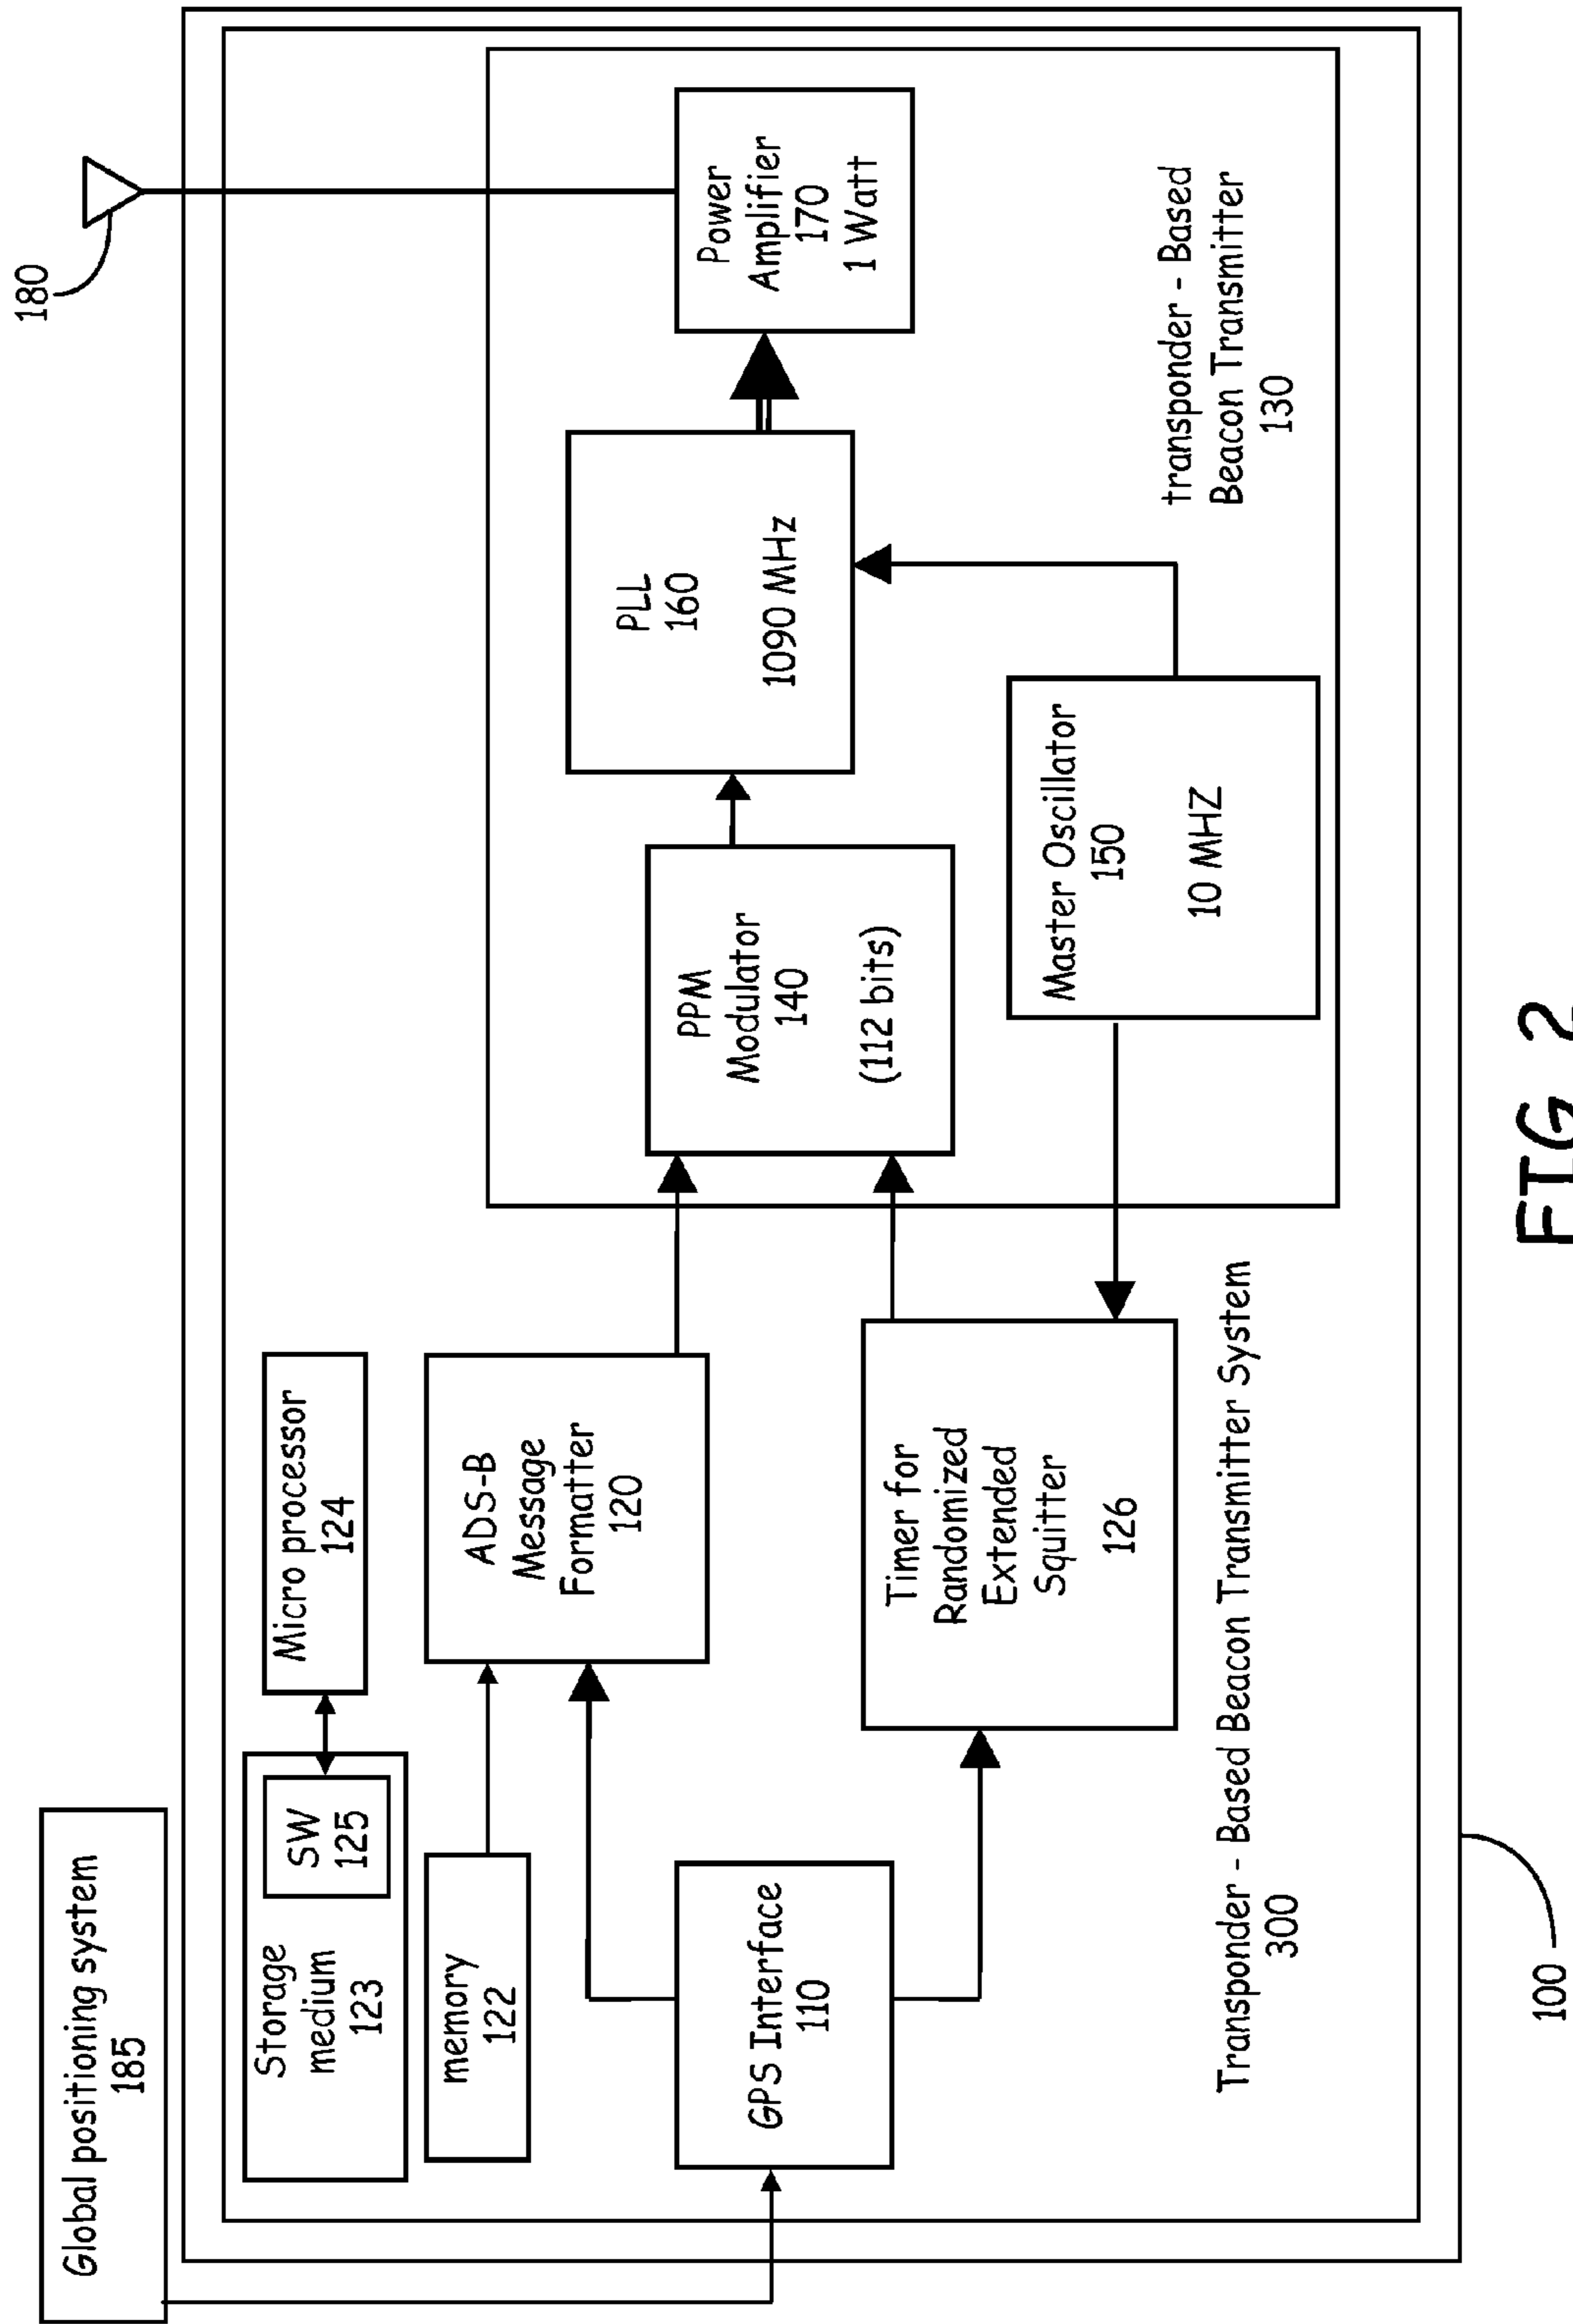 Global positioning system
185
180
Storage
medium
123
SW
125
Micro processor
124
memory
122
ADS-B
Message
Formatter
120
GPS Interface
110
Timer for
Randomized
Extended
Squitter
126
PPM
Modulator
140
(112 bits)
PLL
160
1090 MHz
Power
Amplifier
170
1 Watt
Master Oscillator
150
10 MHZ
transponder - Based
Beacon Transmitter
130
Transponder - Based Beacon Transmitter System
300
100
FIG 2